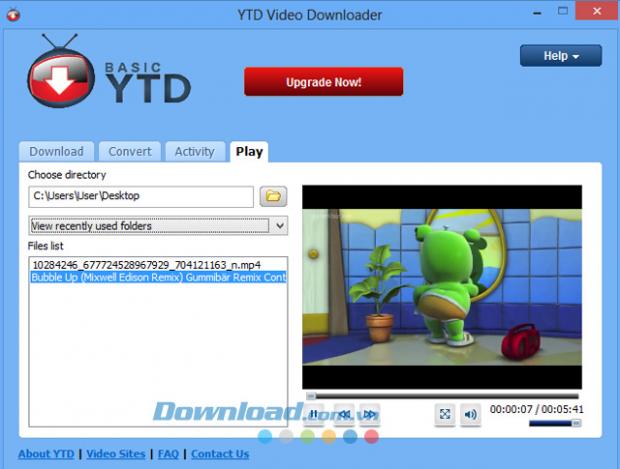 YTD Video Downloader
BASIC
YTD
Upgrade Now!
Help
Download Convert Activity Play
Choose directory
C:\Users\User\Desktop
View recently used folders
Files list
10284246_677724528967929_704121163_n.mp4
Bubble Up (Mixwell Edison Remix) Gummibär Remix Cont
00:00:07 / 00:05:41
Download.com.vn
About YTD | Video Sites | FAQ | Contact Us